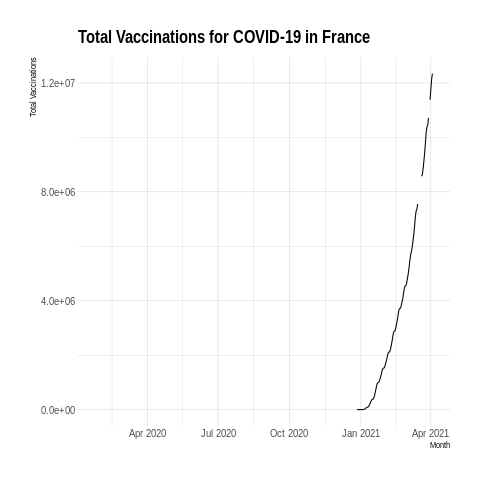 Total Vaccinations for COVID-19 in France
Total Vaccinations
1.2e+07
8.0e+06
4.0e+06
0.0e+00
Apr 2020 Jul 2020 Oct 2020 Jan 2021 Apr 2021
Month